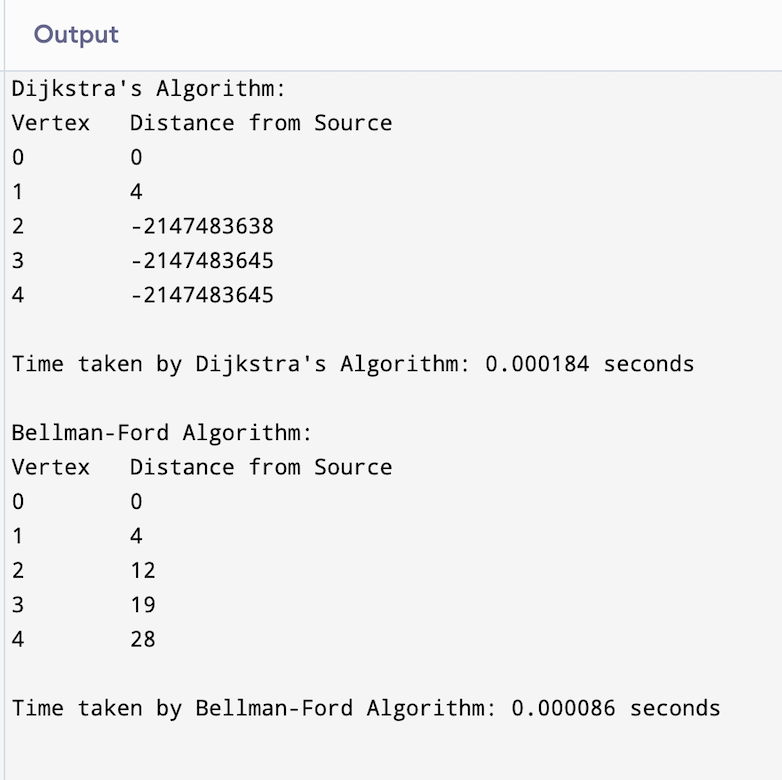 Output
Dijkstra's Algorithm:
Vertex   Distance from Source
0        0
1        4
2        -2147483638
3        -2147483645
4        -2147483645
Time taken by Dijkstra's Algorithm: 0.000184 seconds
Bellman-Ford Algorithm:
Vertex   Distance from Source
0        0
1        4
2        12
3        19
4        28
Time taken by Bellman-Ford Algorithm: 0.000086 seconds